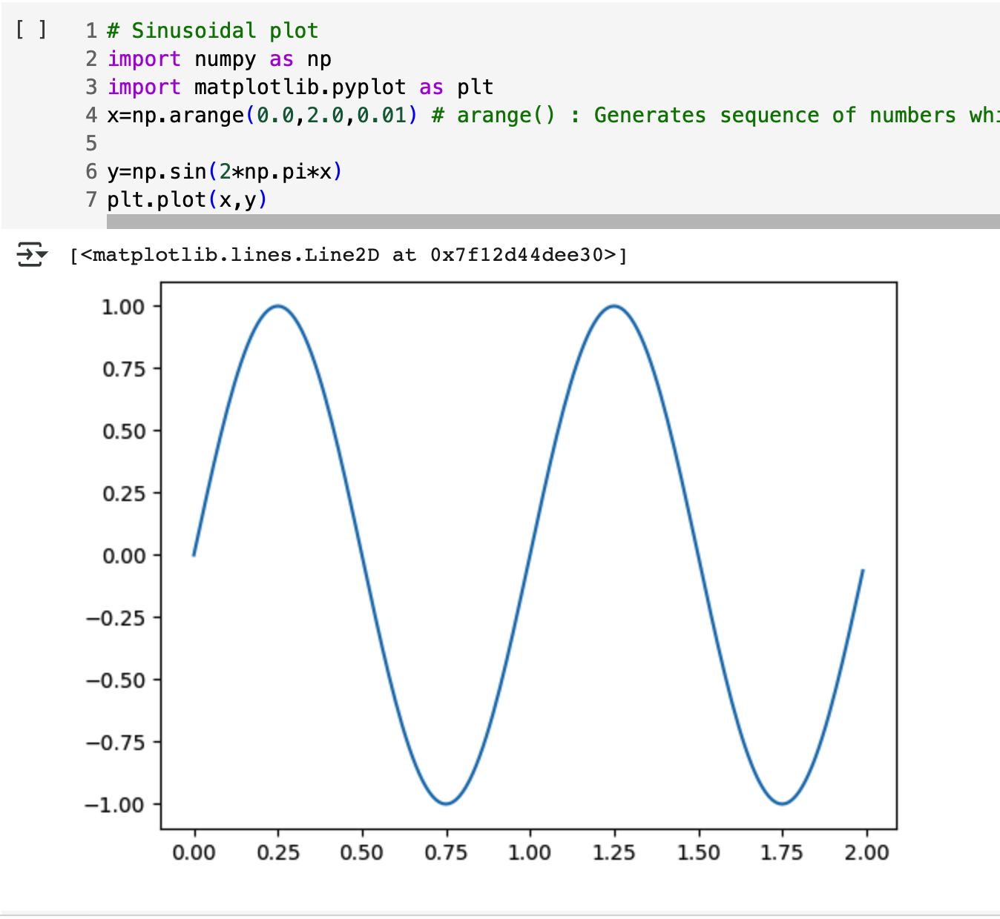 [ ] 1 # Sinusoidal plot
2 import numpy as np
3 import matplotlib.pyplot as plt
4 x=np.arange(0.0,2.0,0.01) # arange() : Generates sequence of numbers
5
6 y=np.sin(2*np.pi*x)
7 plt.plot(x,y)
[<matplotlib.lines.Line2D at 0x7f12d44dee30>]
1.00
0.75
0.50
0.25
0.00
−0.25
−0.50
−0.75
−1.00
0.00 0.25 0.50 0.75 1.00 1.25 1.50 1.75 2.00